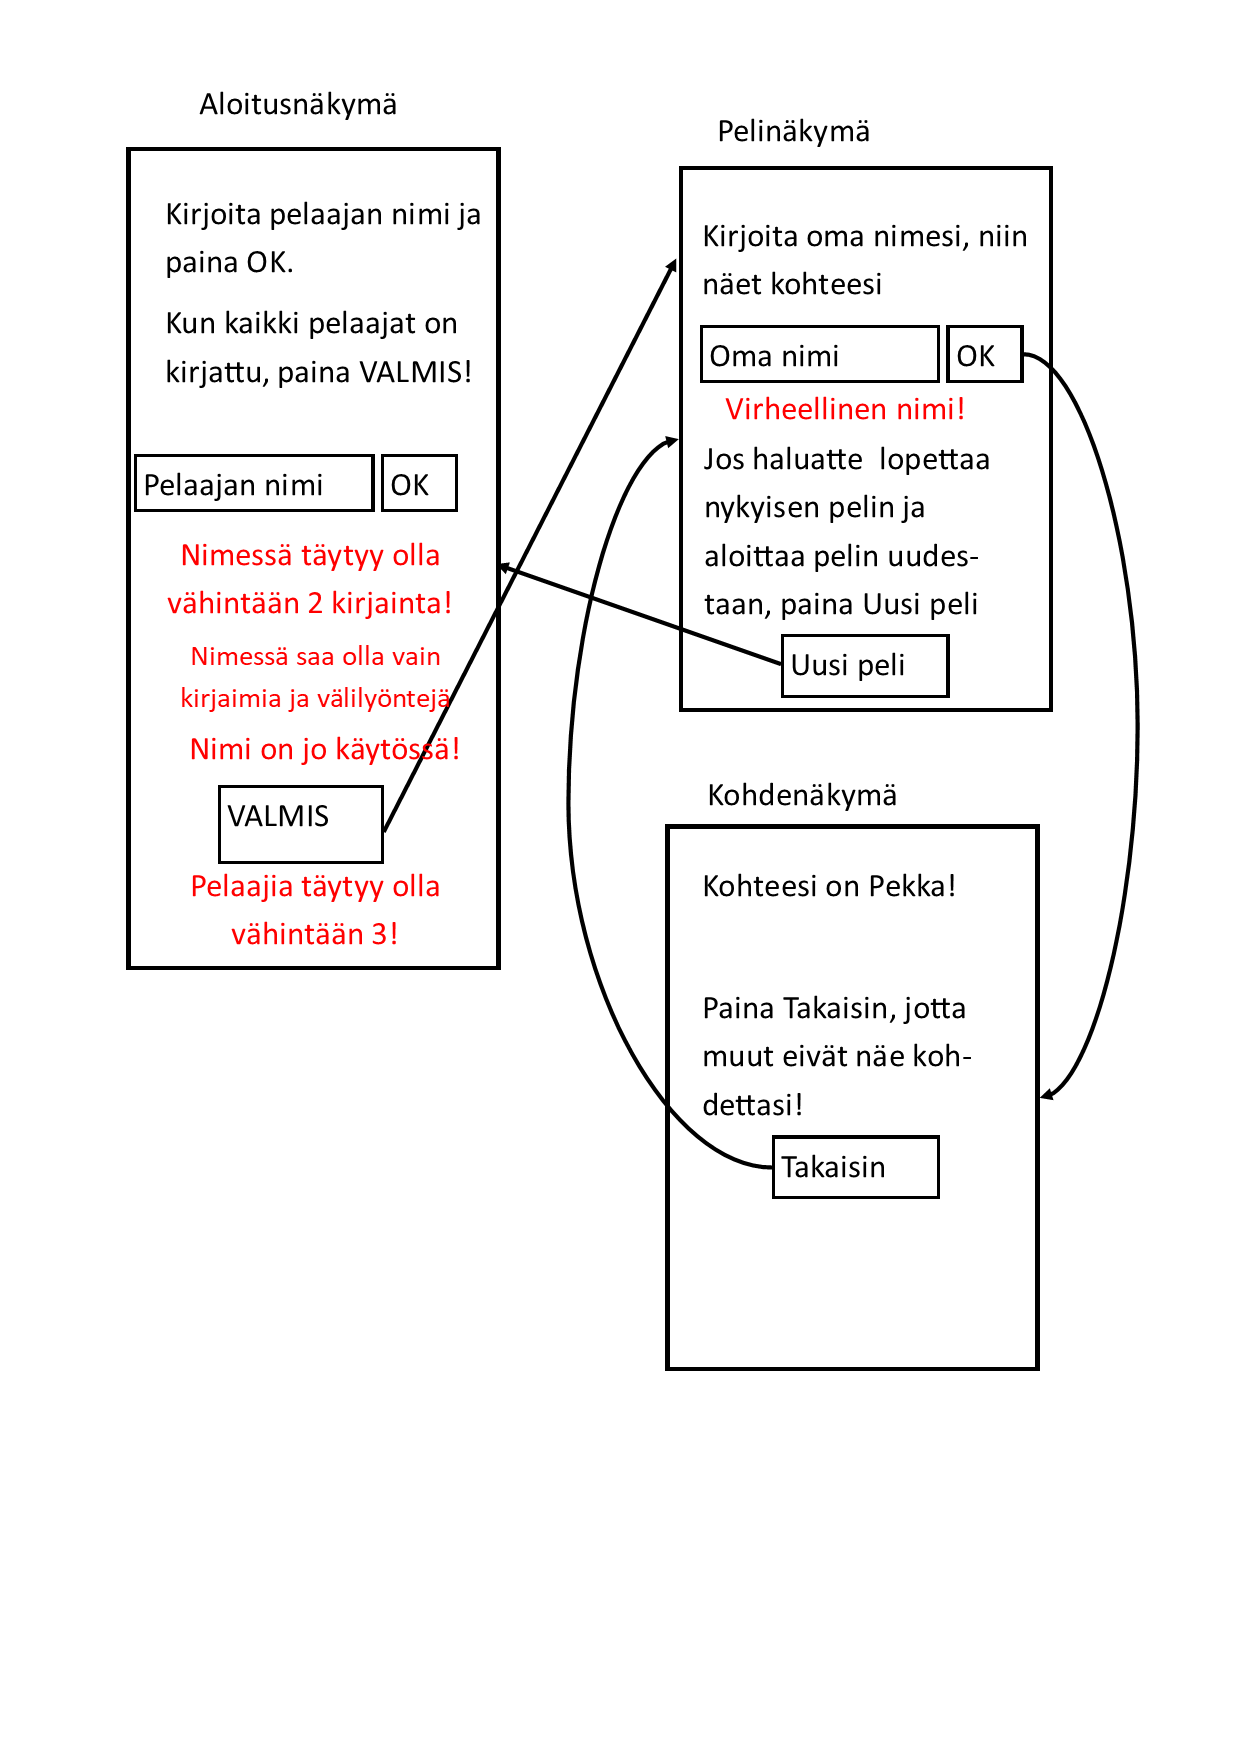 Aloitusnäkymä
Kirjoita pelaajan nimi ja
paina OK.
Kun kaikki pelaajat on
kirjattu, paina VALMIS!
Pelaajan nimi
OK
Nimessä täytyy olla
vähintään 2 kirjainta!
Nimessä saa olla vain
kirjaimia ja välilyöntejä
Nimi on jo käytössä!
VALMIS
Pelaajia täytyy olla
vähintään 3!
Pelinäkymä
Kirjoita oma nimesi, niin
näet kohteesi
Oma nimi
OK
Virheellinen nimi!
Jos haluatte  lopettaa
nykyisen pelin ja
aloittaa pelin uudes-
taan, paina Uusi peli
Uusi peli
Kohdenäkymä
Kohteesi on Pekka!
Paina Takaisin, jotta
muut eivät näe koh-
dettasi!
Takaisin